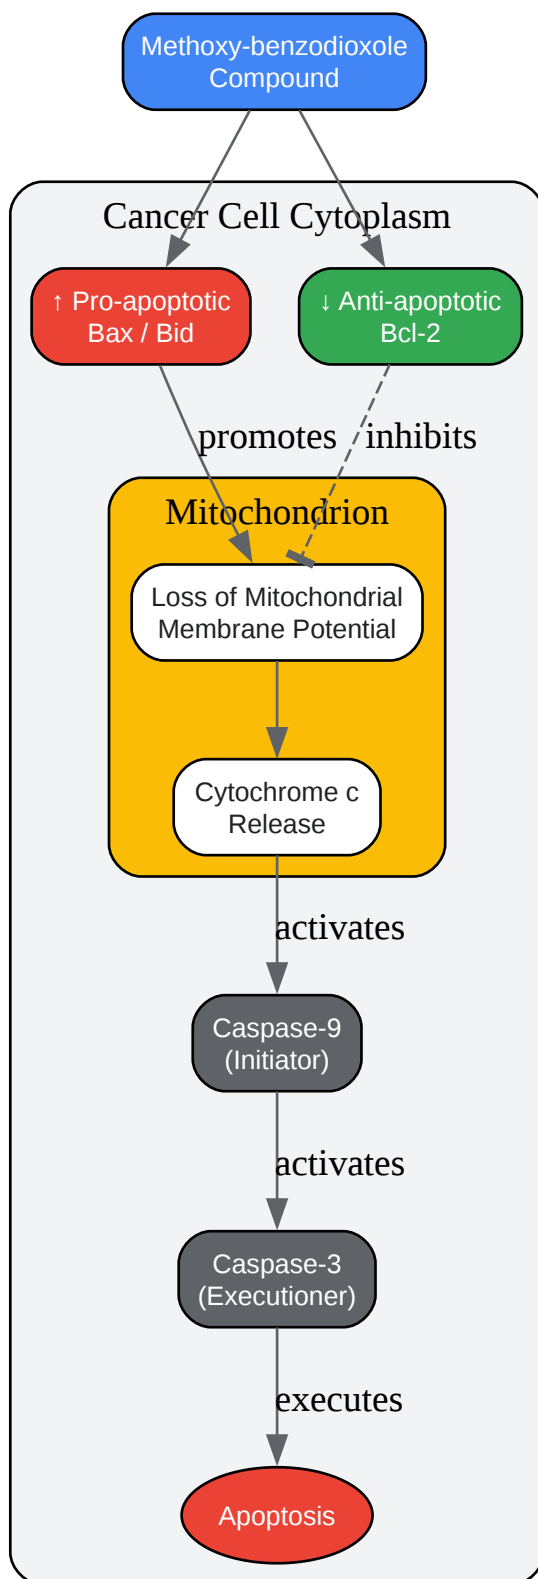 Methoxy-benzodioxole
Compound
Cancer Cell Cytoplasm
↑ Pro-apoptotic
Bax / Bid
↓ Anti-apoptotic
Bcl-2
promotes
inhibits
Mitochondrion
Loss of Mitochondrial
Membrane Potential
Cytochrome c
Release
activates
Caspase-9
(Initiator)
activates
Caspase-3
(Executioner)
executes
Apoptosis